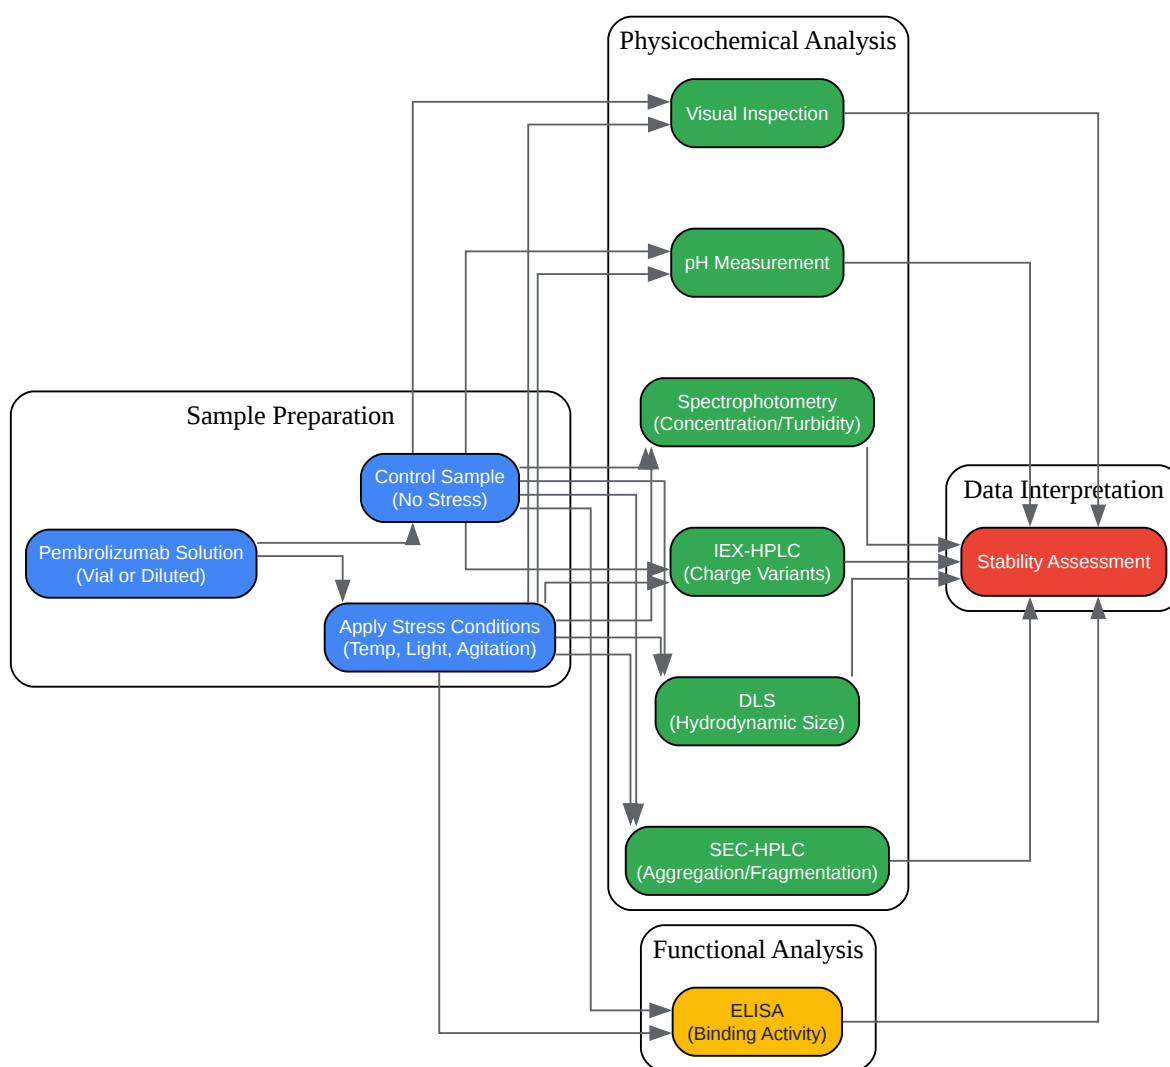 Physicochemical Analysis
Visual Inspection
pH Measurement
Spectrophotometry
(Concentration/Turbidity)
Sample Preparation
Control Sample
(No Stress)
Pembrolizumab Solution
(Vial or Diluted)
Apply Stress Conditions
(Temp, Light, Agitation)
IEX-HPLC
(Charge Variants)
DLS
(Hydrodynamic Size)
SEC-HPLC
(Aggregation/Fragmentation)
Data Interpretation
Stability Assessment
Functional Analysis
ELISA
(Binding Activity)